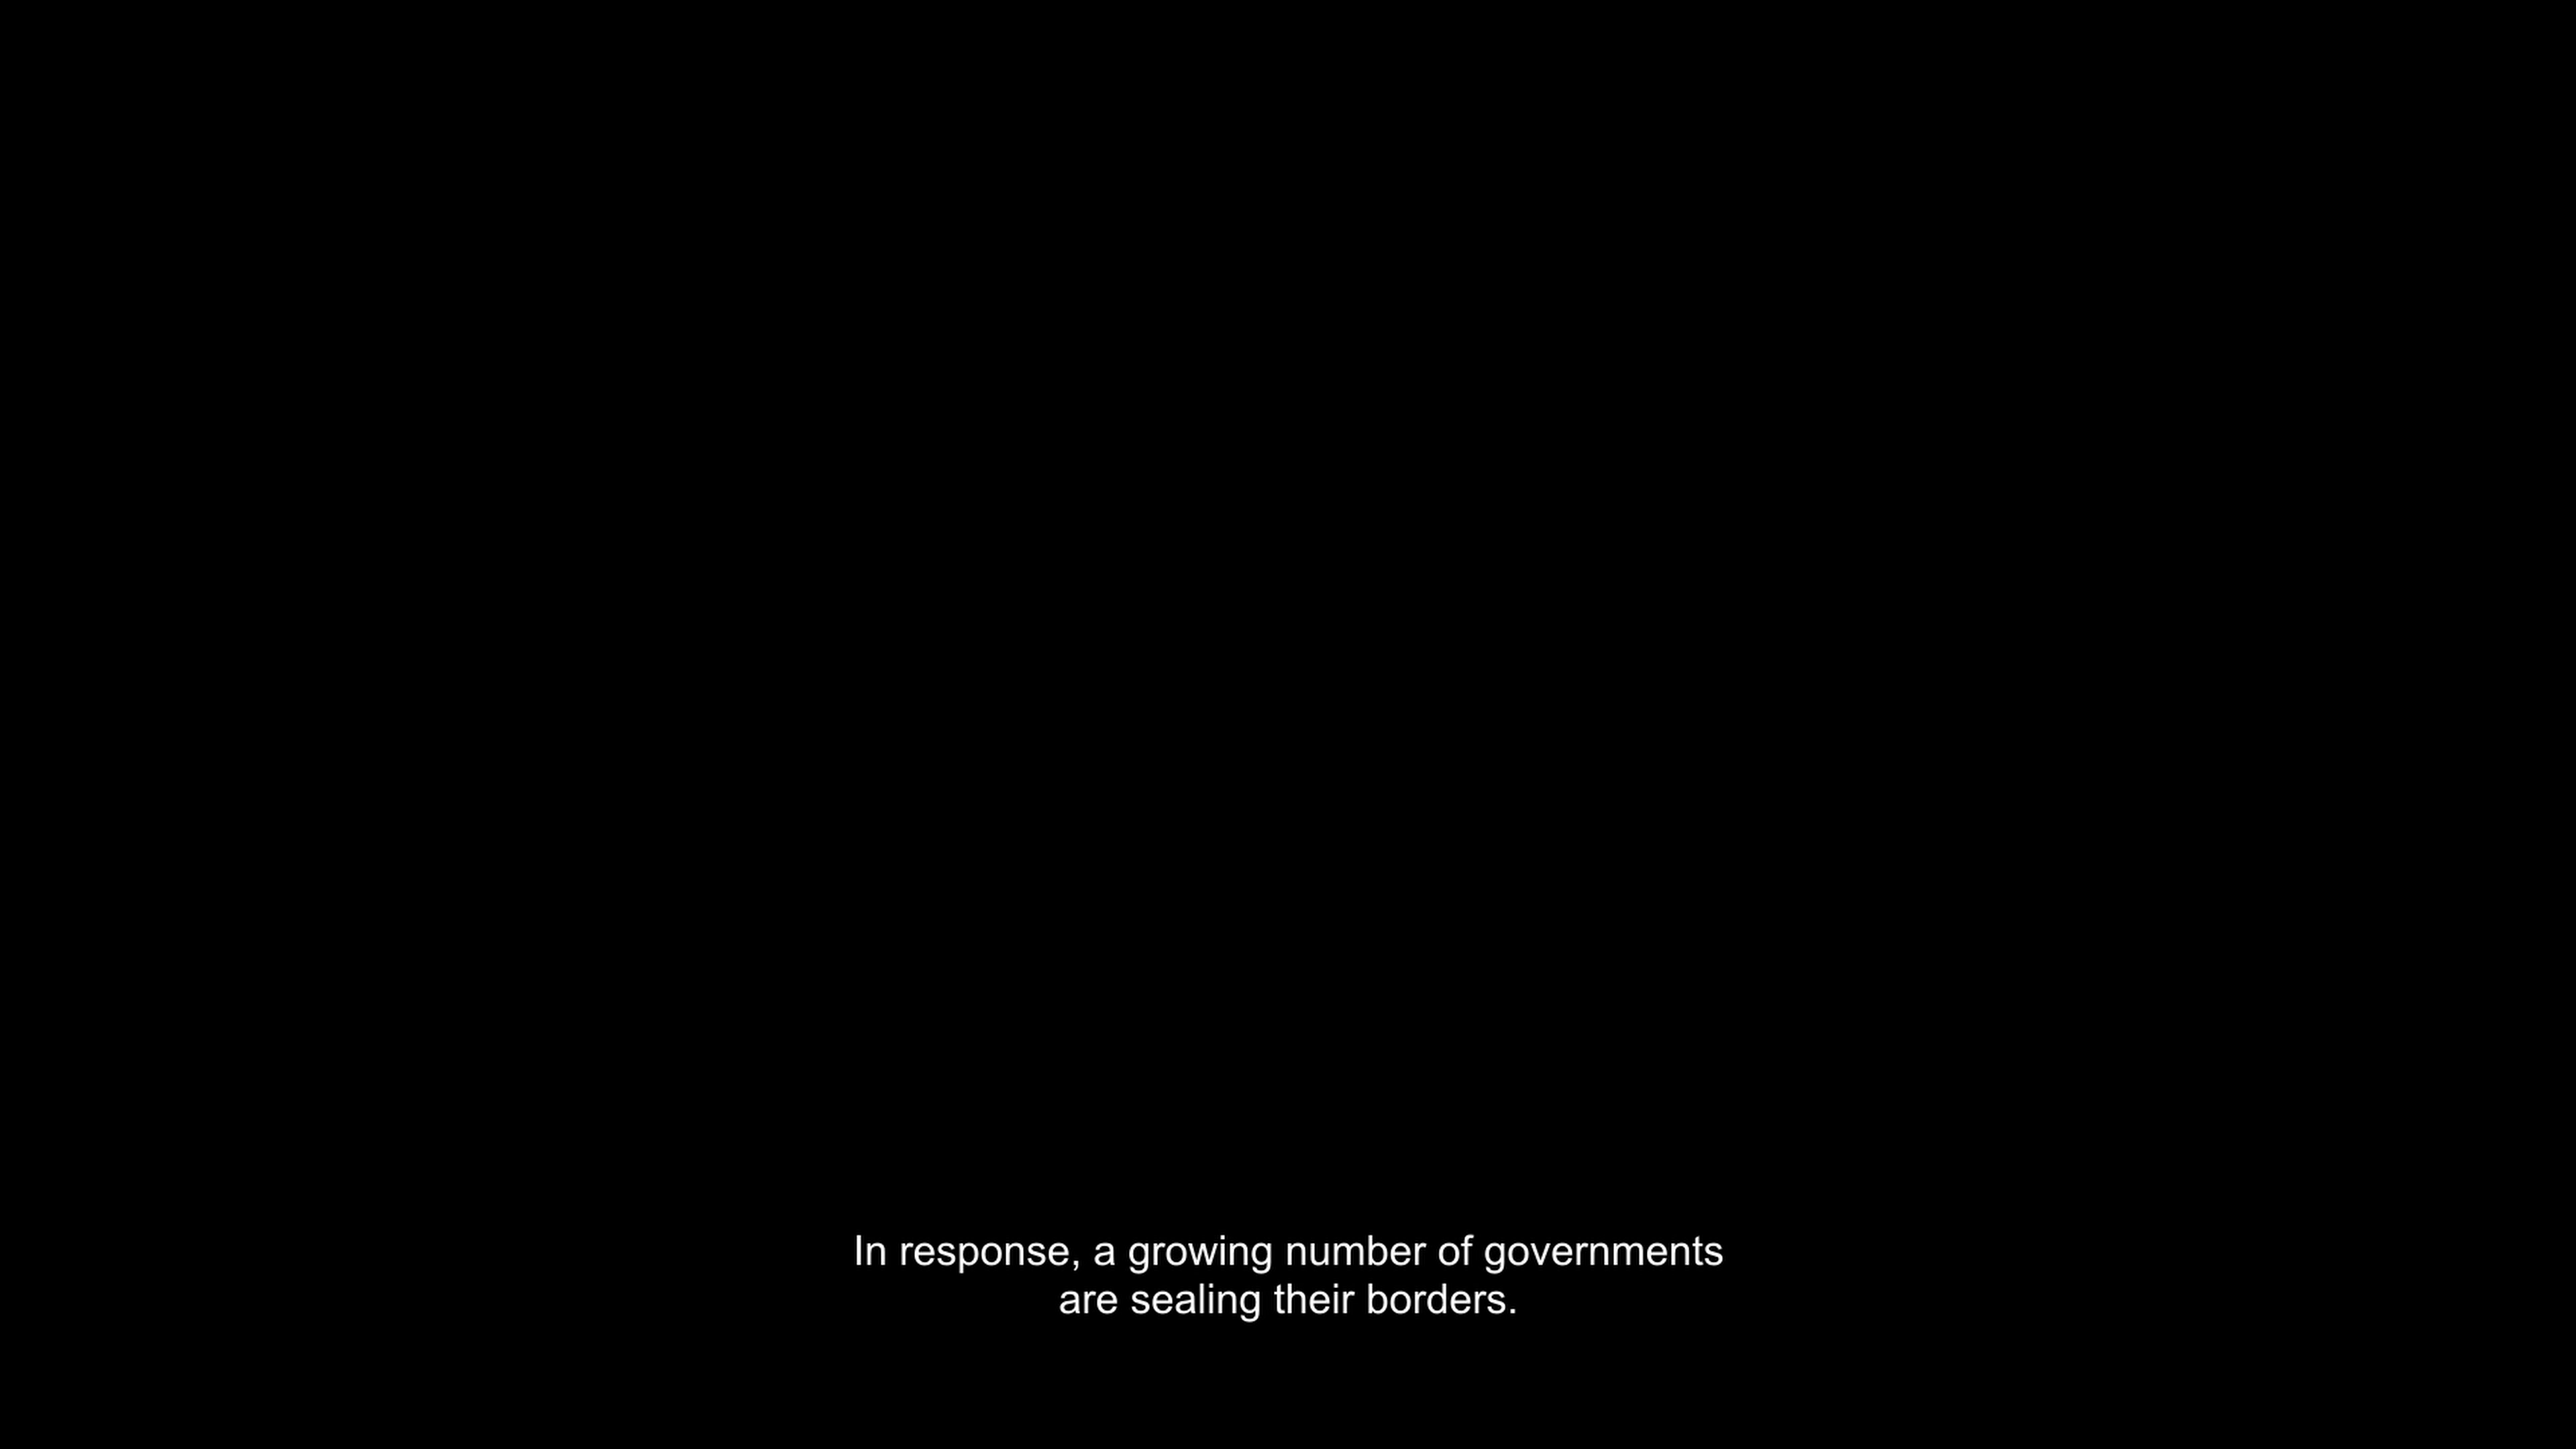 In response, a growing number of governments
are sealing their borders.